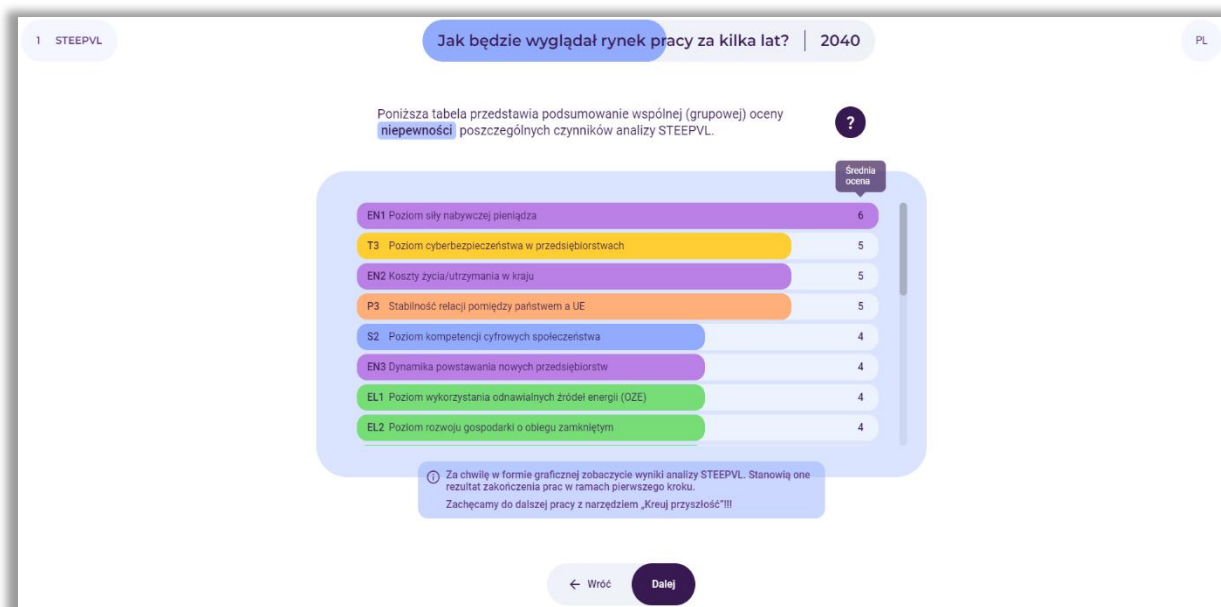 1 STEEPVL
Jak będzie wyglądał rynek pracy za kilka lat? | 2040
PL
Poniższa tabela przedstawia podsumowanie wspólnej (grupowej) oceny
niepewności poszczególnych czynników analizy STEEPVL.
?
Średnia
ocena
EN1 Poziom siły nabywczej pieniądza 6
T3 Poziom cyberbezpieczeństwa w przedsiębiorstwach 5
EN2 Koszty życia/utrzymania w kraju 5
P3 Stabilność relacji pomiędzy państwem a UE 5
S2 Poziom kompetencji cyfrowych społeczeństwa 4
EN3 Dynamika powstawania nowych przedsiębiorstw 4
EL1 Poziom wykorzystania odnawialnych źródeł energii (OZE) 4
EL2 Poziom rozwoju gospodarki o obiegu zamkniętym 4
Za chwilę w formie graficznej zobaczycie wyniki analizy STEEPVL. Stanowią one
rezultat zakończenia prac w ramach pierwszego kroku.
Zachęcamy do dalszej pracy z narzędziem „Kreuj przyszłość"!!!
← Wróć
Dalej